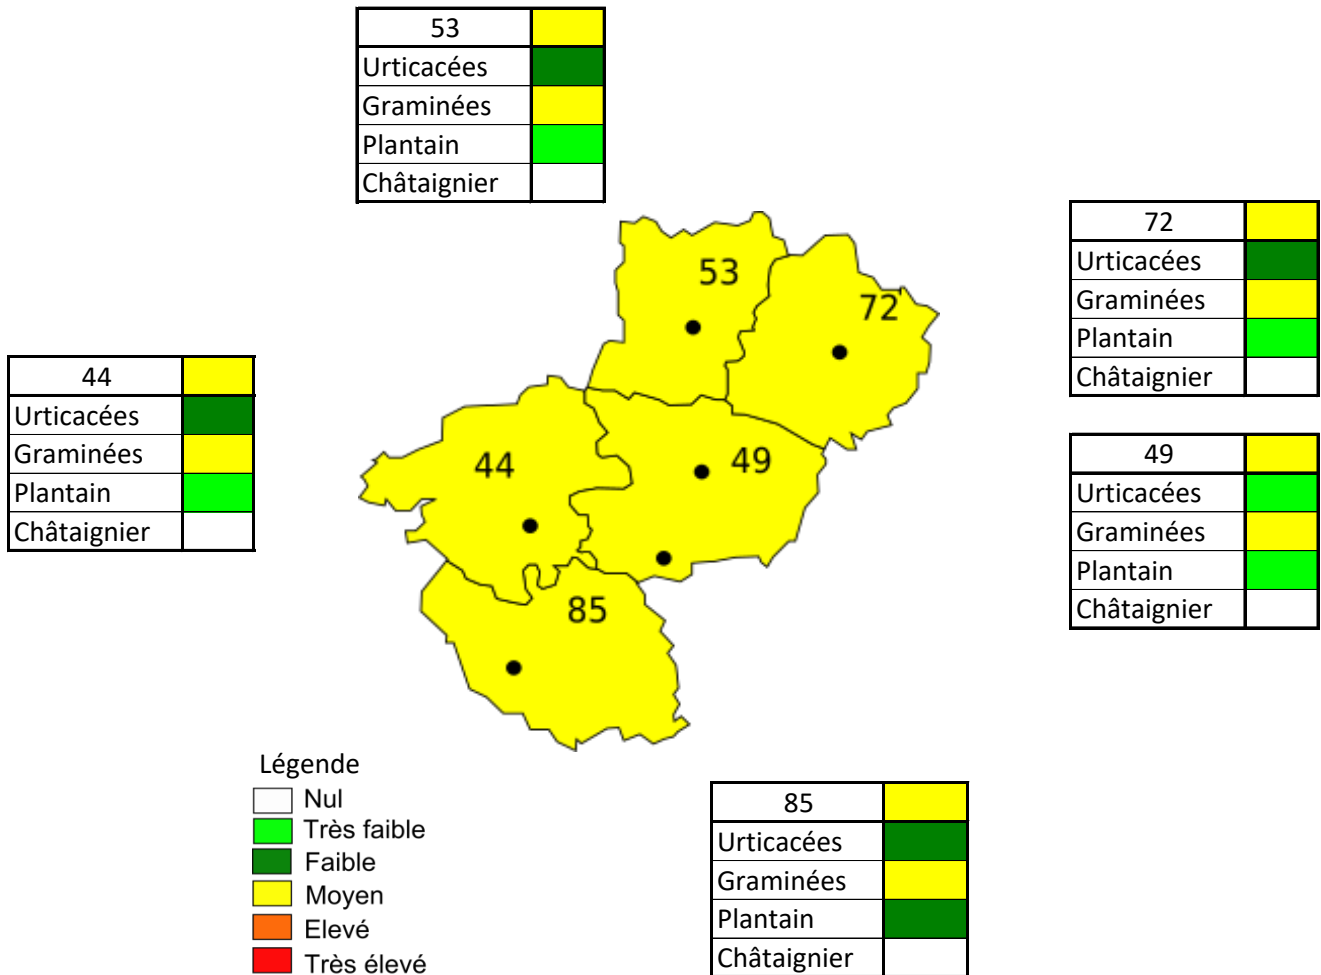 53
Urticacées
Graminées
Plantain
Châtaignier
72
Urticacées
Graminées
Plantain
Châtaignier
44
Urticacées
Graminées
Plantain
Châtaignier
49
Urticacées
Graminées
Plantain
Châtaignier
53
72
44
49
85
Légende
Nul
Très faible
Faible
Moyen
Elevé
Très élevé
85
Urticacées
Graminées
Plantain
Châtaignier